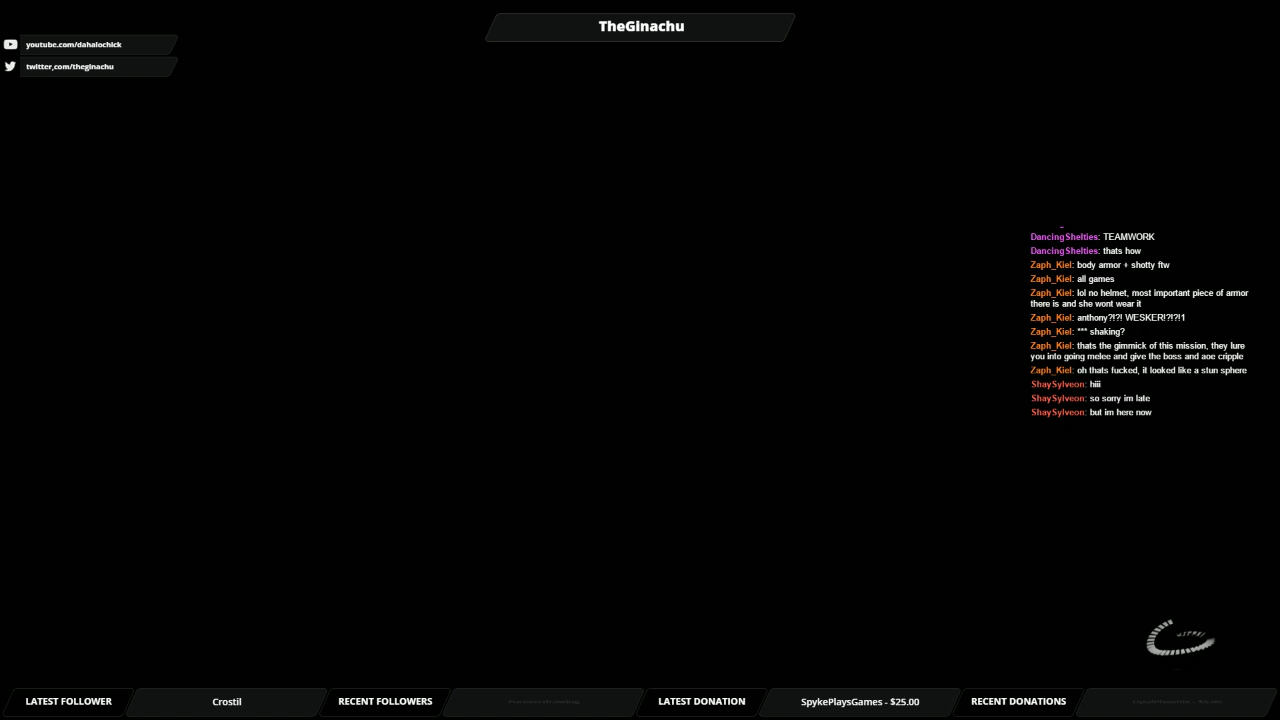 TheGinachu
youtube.com/dahalochick
twitter.com/theginachu
DancingShelties: TEAMWORK
DancingShelties: thats how
Zaph_Kiel: body armor + shotty ftw
Zaph_Kiel: all games
Zaph_Kiel: lol no helmet, most important piece of armor
there is and she wont wear it
Zaph_Kiel: anthony?!?! WESKER!?!?!1
Zaph_Kiel: *** shaking?
Zaph_Kiel: thats the gimmick of this mission, they lure
you into going melee and give the boss and aoe cripple
Zaph_Kiel: oh thats fucked, it looked like a stun sphere
ShaySylveon: hiii
ShaySylveon: so sorry im late
ShaySylveon: but im here now
LATEST FOLLOWER
Crostil
RECENT FOLLOWERS
LATEST DONATION
SpykePlaysGames - $25.00
RECENT DONATIONS